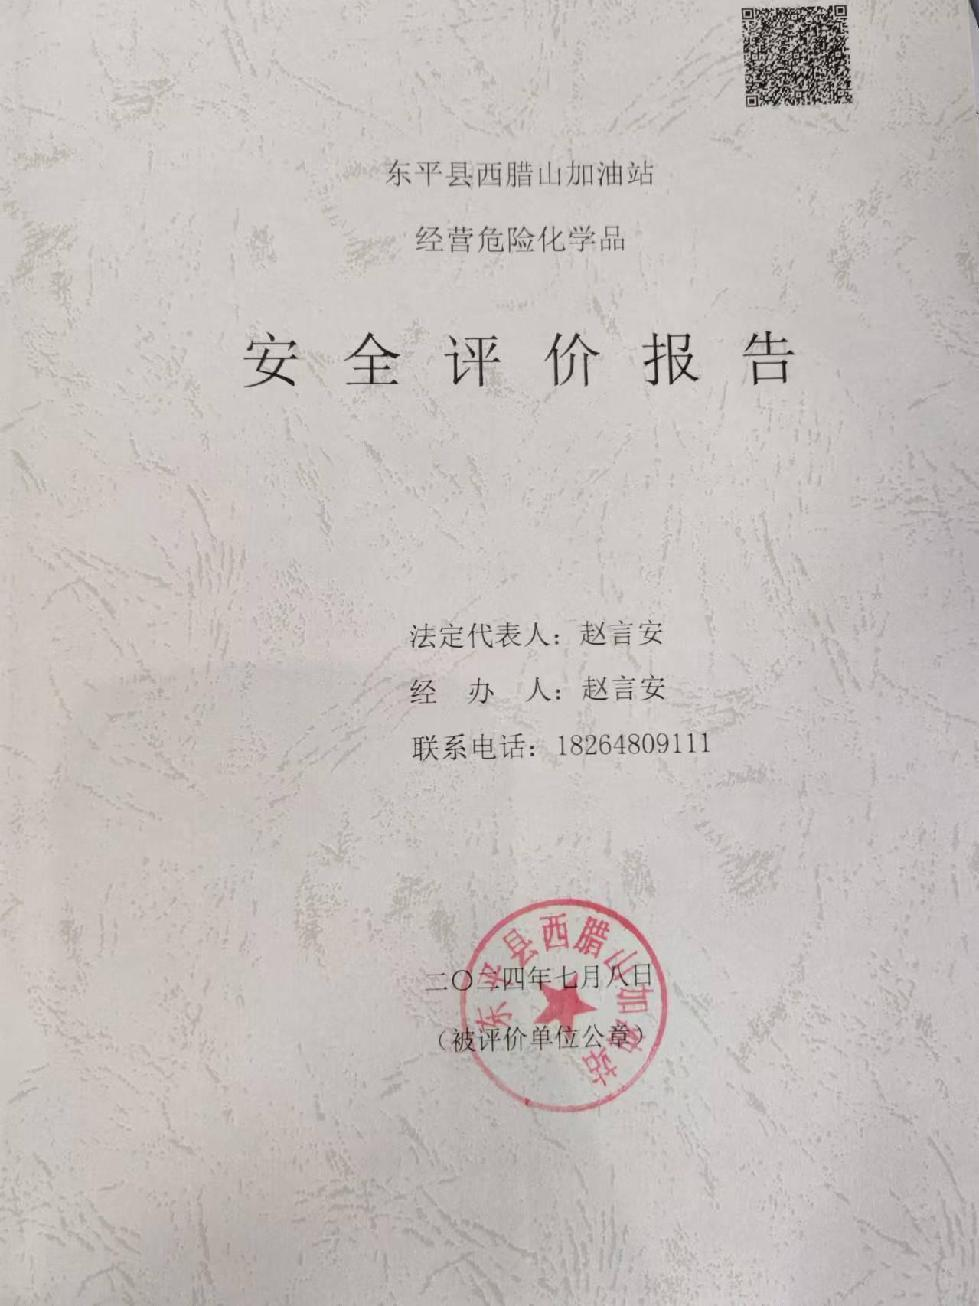 东平县西腊山加油站
经营危险化学品
安全评价报告
法定代表人：赵言安
经办人：赵言安
联系电话：18264809111
二〇二四年七月八日
（被评价单位公章）
东平县西腊山加油站